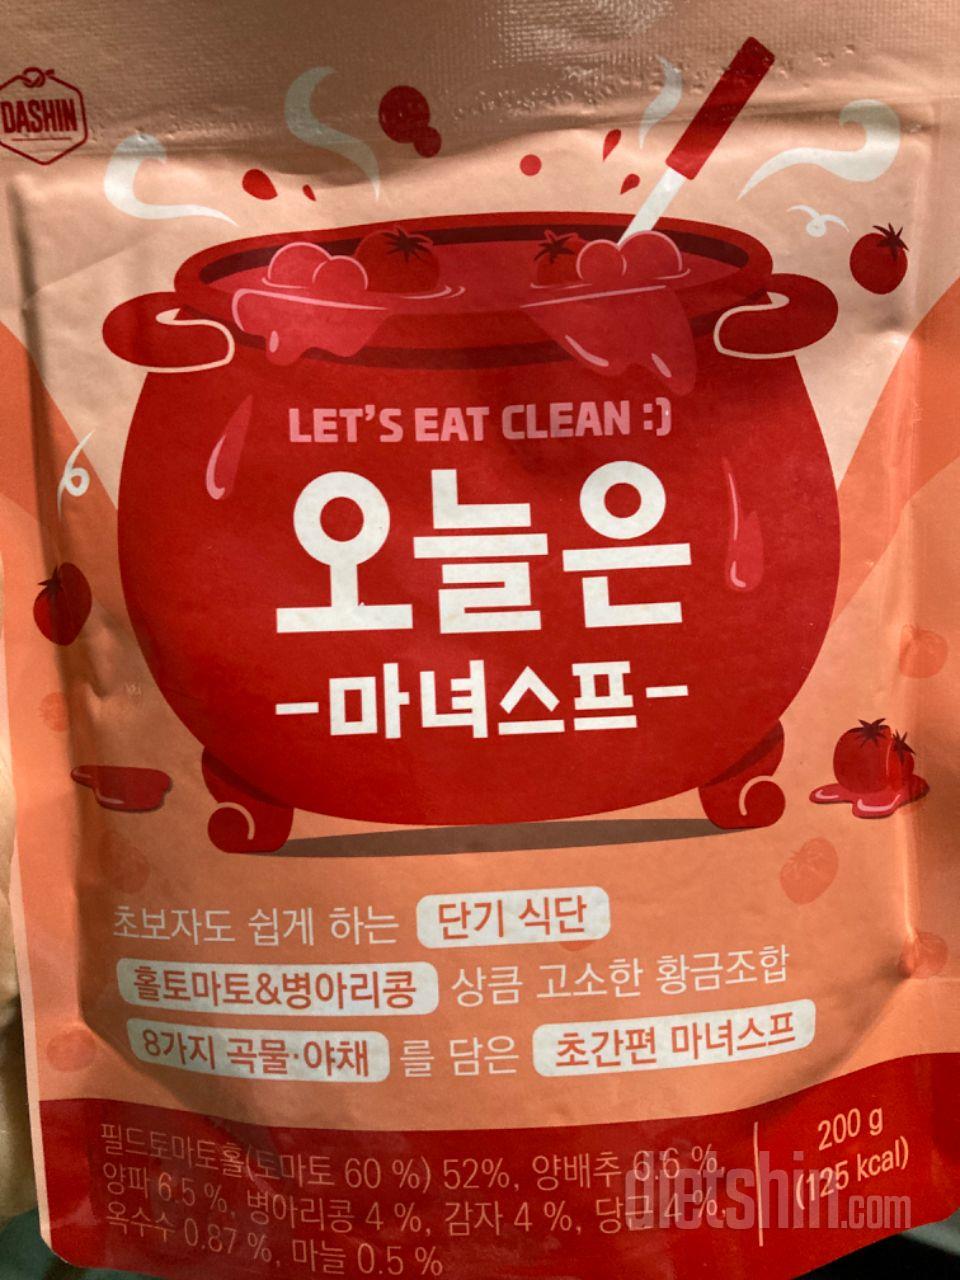 DASHIN
LET'S EAT CLEAN :)
오늘은
-마녀스프-
초보자도 쉽게 하는 단기 식단
홀토마토&병아리콩 상큼 고소한 황금조합
8가지 곡물·야채 를 담은 초간편 마녀스프
필드토마토홀(토마토 60 %) 52%, 양배추 6.6 %,
양파 6.5 %, 병아리콩 4 %, 감자 4 %, 당근 4 %,
옥수수 0.87 %, 마늘 0.5 %
200 g
(125 kcal)
dietshin.com